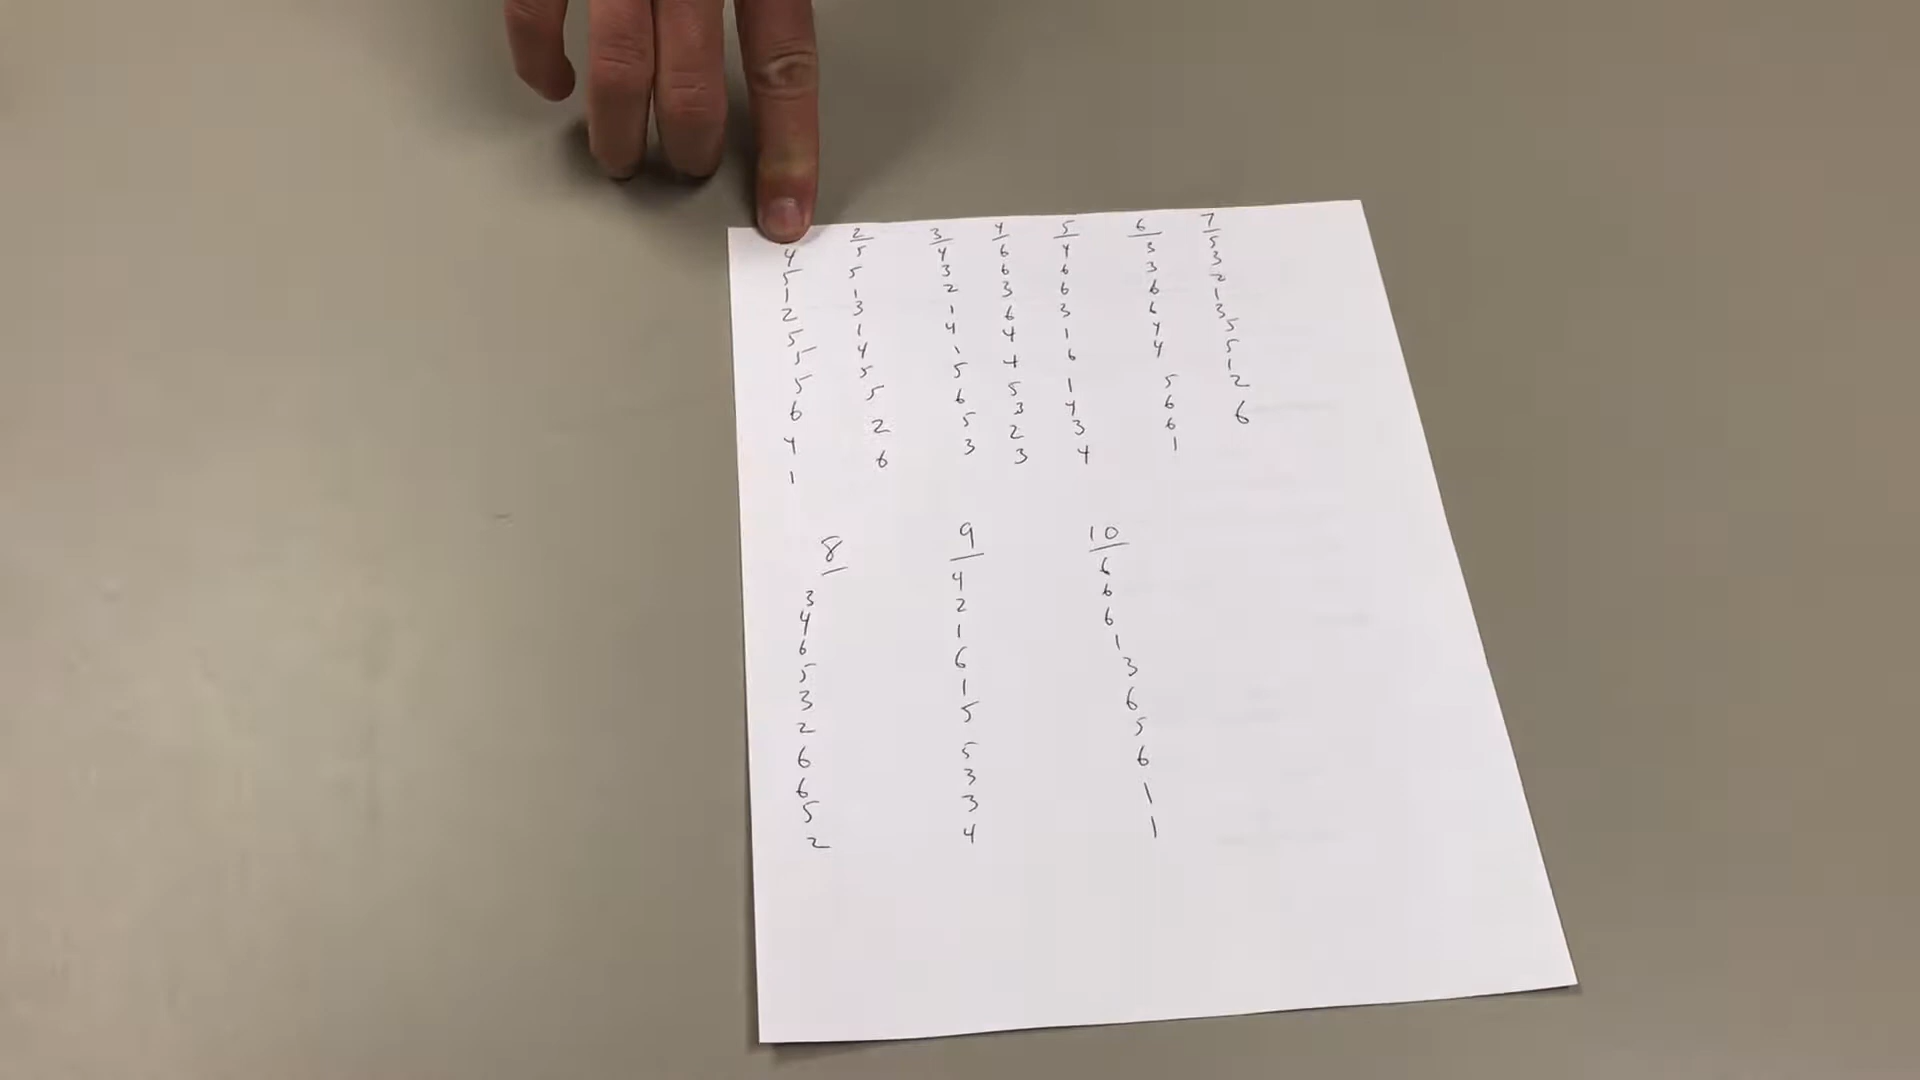 2 3 4 5 6 7
4 5 4 6 4 3 5
5 5 3 6 6 3 3
1 1 2 3 6 6 2
2 3 1 6 3 6 1
5 1 4 4 1 4 3
5 4 1 4 6 4 5
5 5 5 5 1 5 5
6 5 6 3 4 6 1
4 2 5 2 3 6 2
1 6 3 3 4 1 6
8 9 10
3 4 6
4 2 6
6 1 6
5 6 1
3 1 3
2 5 6
6 5 5
6 3 6
5 3 1
2 4 1